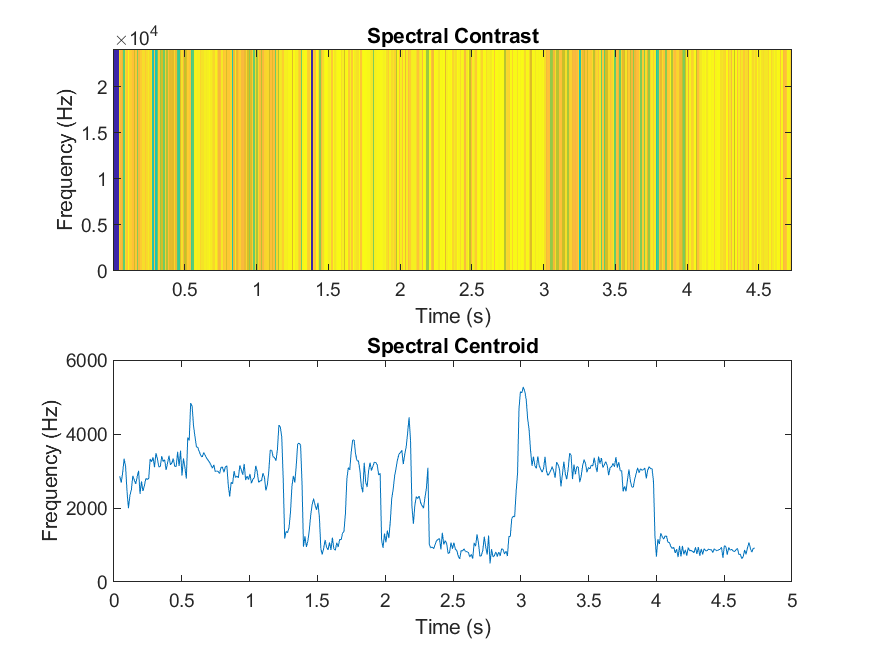 Spectral Contrast
×10⁴
Frequency (Hz)
2
1.5
1
0.5
0
0.5 1 1.5 2 2.5 3 3.5 4 4.5
Time (s)
Spectral Centroid
Frequency (Hz)
6000
4000
2000
0
0 0.5 1 1.5 2 2.5 3 3.5 4 4.5 5
Time (s)